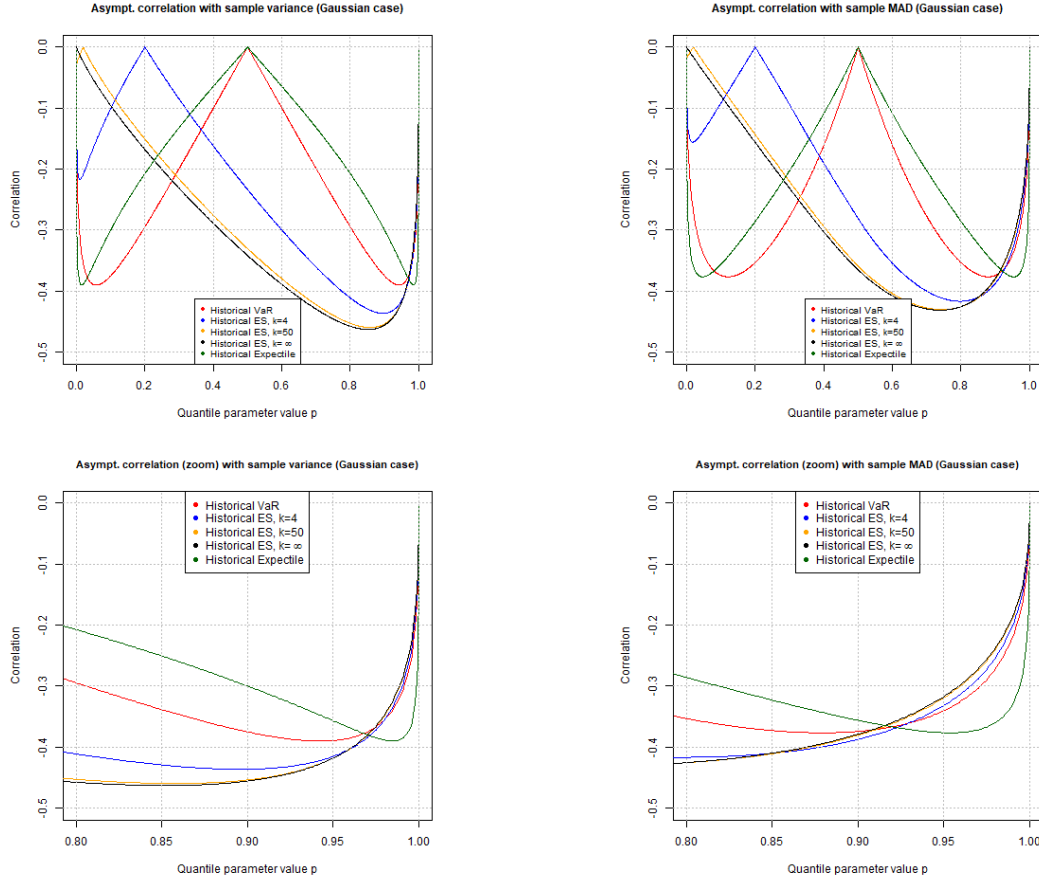 Asympt. correlation with sample variance (Gaussian case)
Correlation
0.0
-0.1
-0.2
-0.3
-0.4
-0.5
Historical VaR
Historical ES, k=4
Historical ES, k=50
Historical ES, k= ∞
Historical Expectile
0.0 0.2 0.4 0.6 0.8 1.0
Quantile parameter value p
Asympt. correlation with sample MAD (Gaussian case)
Correlation
0.0
-0.1
-0.2
-0.3
-0.4
-0.5
Historical VaR
Historical ES, k=4
Historical ES, k=50
Historical ES, k= ∞
Historical Expectile
0.0 0.2 0.4 0.6 0.8 1.0
Quantile parameter value p
Asympt. correlation (zoom) with sample variance (Gaussian case)
Correlation
0.0
-0.1
-0.2
-0.3
-0.4
-0.5
Historical VaR
Historical ES, k=4
Historical ES, k=50
Historical ES, k= ∞
Historical Expectile
0.80 0.85 0.90 0.95 1.00
Quantile parameter value p
Asympt. correlation (zoom) with sample MAD (Gaussian case)
Correlation
0.0
-0.1
-0.2
-0.3
-0.4
-0.5
Historical VaR
Historical ES, k=4
Historical ES, k=50
Historical ES, k= ∞
Historical Expectile
0.80 0.85 0.90 0.95 1.00
Quantile parameter value p